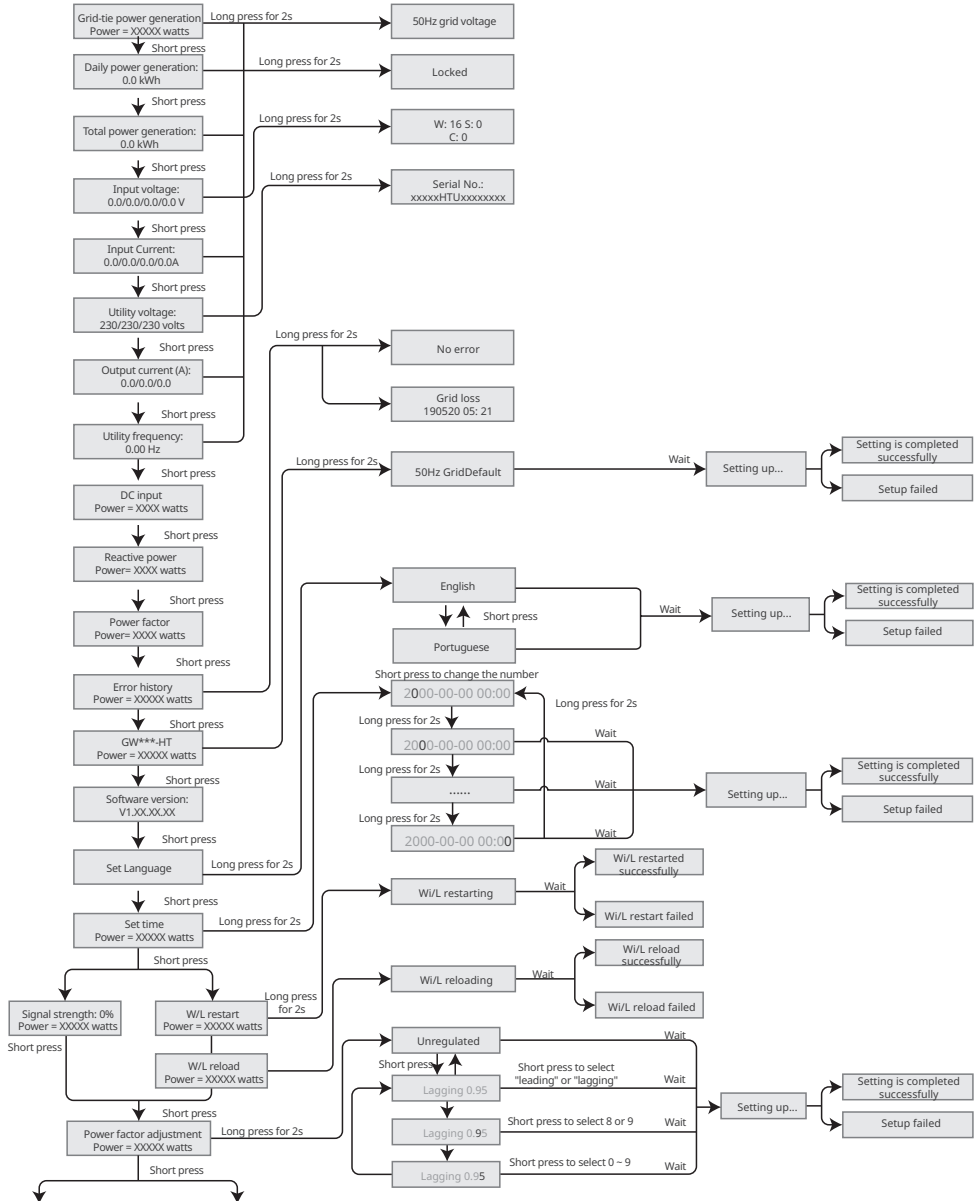 Grid-tie power generation
Power = XXXXX watts
Long press for 2s
50Hz grid voltage
Short press
Daily power generation:
0.0 kWh
Long press for 2s
Locked
Short press
Total power generation:
0.0 kWh
Long press for 2s
W: 16 S: 0
C: 0
Short press
Input voltage:
0.0/0.0/0.0/0.0 V
Long press for 2s
Serial No.:
xxxxxHTUxxxxxxxx
Short press
Input Current:
0.0/0.0/0.0/0.0A
Short press
Utility voltage:
230/230/230 volts
Short press
Long press for 2s
No error
Output current (A):
0.0/0.0/0.0
Grid loss
190520 05: 21
Short press
Utility frequency:
0.00 Hz
Long press for 2s
50Hz GridDefault
Wait
Setting up...
Setting is completed
successfully
Setup failed
Short press
DC input
Power = XXXX watts
Short press
Reactive power
Power= XXXX watts
Short press
Power factor
Power= XXXX watts
English
Short press
Portuguese
Wait
Setting up...
Setting is completed
successfully
Setup failed
Short press
Error history
Power = XXXXX watts
Short press to change the number
2000-00-00 00:00
Long press for 2s
Short press
GW***-HT
Power = XXXXX watts
Long press for 2s
2000-00-00 00:00
Wait
Short press
Software version:
V1.XX.XX.XX
Long press for 2s
......
Wait
Setting up...
Setting is completed
successfully
Setup failed
Long press for 2s
2000-00-00 00:00
Wait
Short press
Set Language
Long press for 2s
Wi/L restarting
Wait
Wi/L restarted
successfully
Wi/L restart failed
Short press
Set time
Power = XXXXX watts
Long press for 2s
Short press
Wi/L reloading
Wait
Wi/L reload
successfully
Wi/L reload failed
Signal strength: 0%
Power = XXXXX watts
W/L restart
Power = XXXXX watts
Long press
for 2s
Short press
W/L reload
Power = XXXXX watts
Unregulated
Wait
Short press
Short press to select
"leading" or "lagging"
Lagging 0.95
Wait
Short press
Power factor adjustment
Power = XXXXX watts
Long press for 2s
Lagging 0.95
Short press to select 8 or 9
Wait
Setting up...
Setting is completed
successfully
Setup failed
Lagging 0.95
Short press to select 0 ~ 9
Wait
Short press